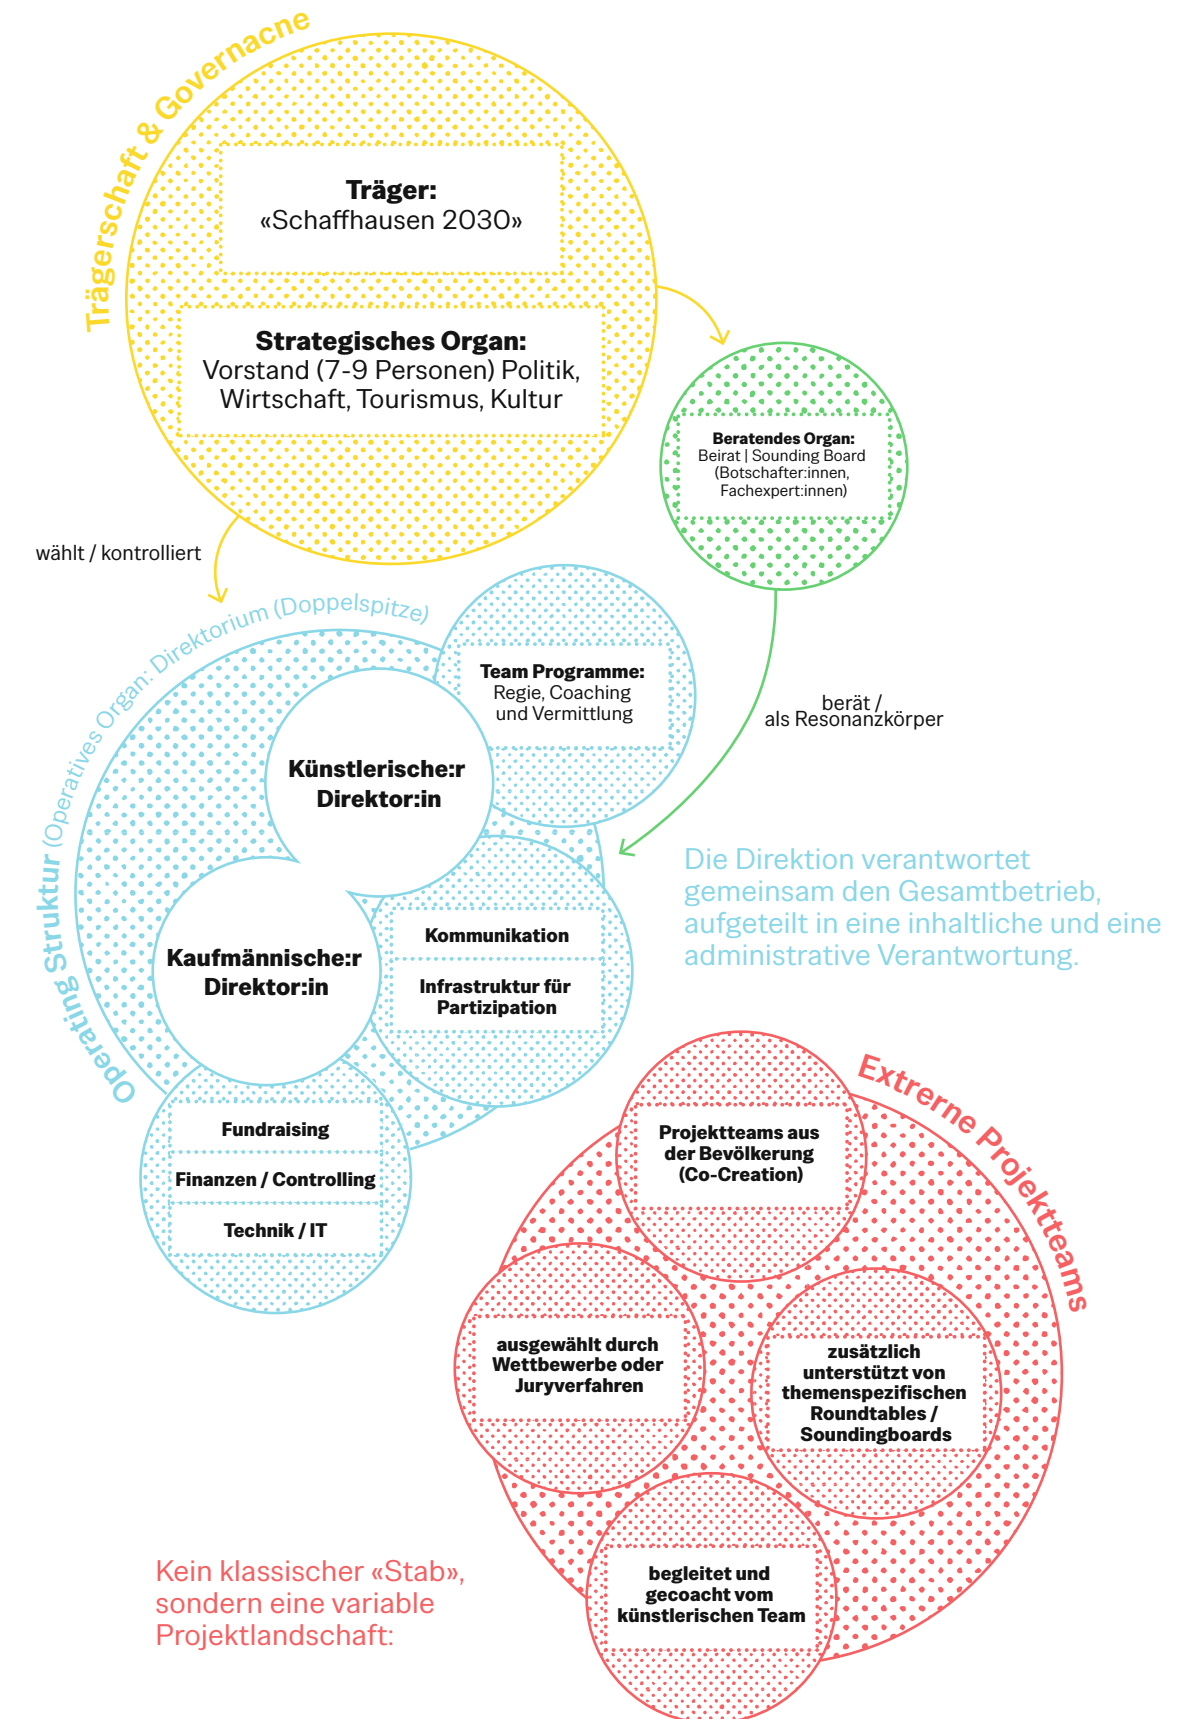 Trägerschaft & Governacne
Träger:
«Schaffhausen 2030»
Strategisches Organ:
Vorstand (7-9 Personen) Politik,
Wirtschaft, Tourismus, Kultur
Beratendes Organ:
Beirat | Sounding Board
(Botschafter:innen,
Fachexpert:innen)
wählt / kontrolliert
Operating Struktur (Operatives Organ: Direktorium (Doppelspitze)
Team Programme:
Regie, Coaching
und Vermittlung
berät /
als Resonanzkörper
Künstlerische:r
Direktor:in
Die Direktion verantwortet
gemeinsam den Gesamtbetrieb,
aufgeteilt in eine inhaltliche und eine
administrative Verantwortung.
Kommunikation
Infrastruktur für
Partizipation
Kaufmännische:r
Direktor:in
Fundraising
Finanzen / Controlling
Technik / IT
Extrerne Projektteams
Projektteams aus
der Bevölkerung
(Co-Creation)
ausgewählt durch
Wettbewerbe oder
Juryverfahren
zusätzlich
unterstützt von
themenspezifischen
Roundtables /
Soundingboards
begleitet und
gecoacht vom
künstlerischen Team
Kein klassischer «Stab»,
sondern eine variable
Projektlandschaft: